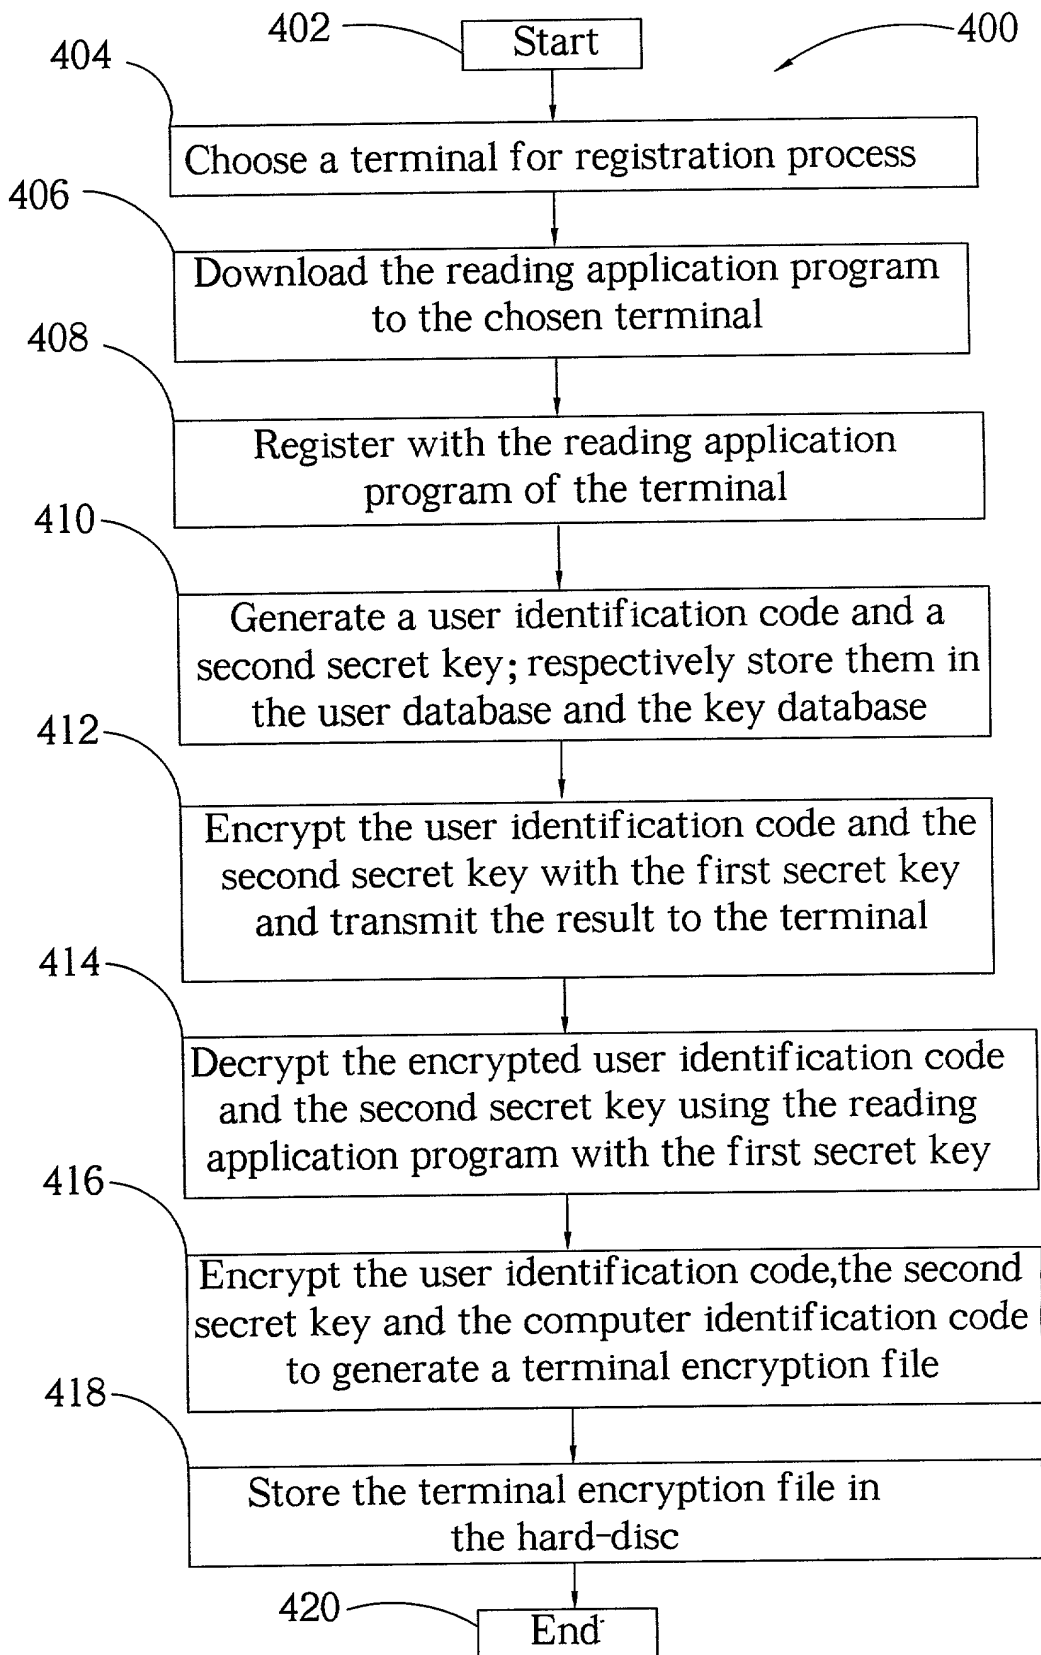 402
Start
400
404
Choose a terminal for registration process
406
Download the reading application program
to the chosen terminal
408
Register with the reading application
program of the terminal
410
Generate a user identification code and a
second secret key; respectively store them in
the user database and the key database
412
Encrypt the user identification code and the
second secret key with the first secret key
and transmit the result to the terminal
414
Decrypt the encrypted user identification code
and the second secret key using the reading
application program with the first secret key
416
Encrypt the user identification code,the second
secret key and the computer identification code
to generate a terminal encryption file
418
Store the terminal encryption file in
the hard-disc
420
End